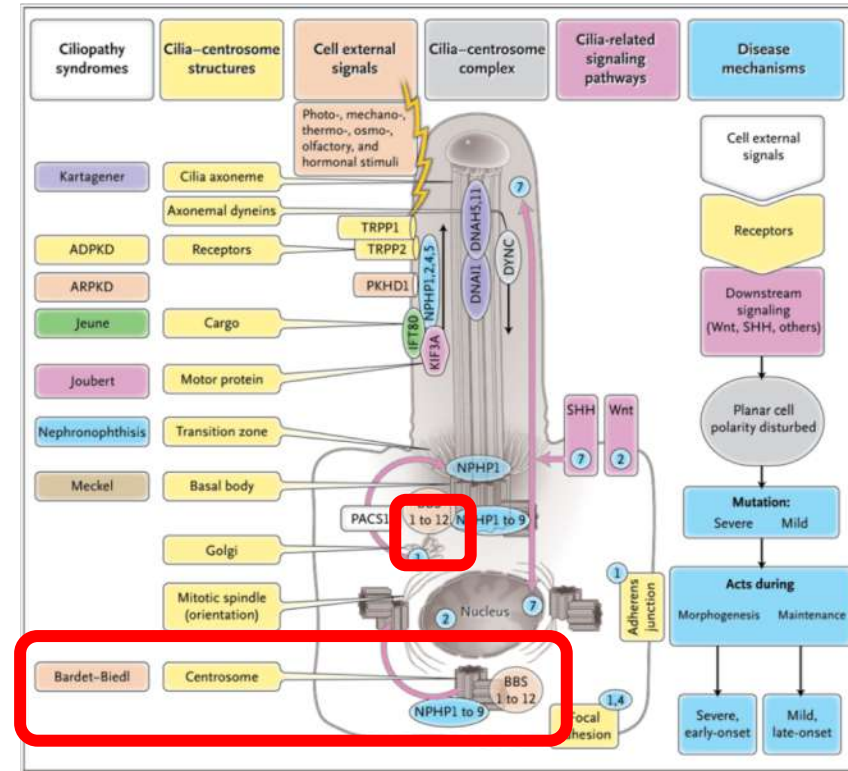 Ciliopathy
syndromes
Cilia–centrosome
structures
Cell external
signals
Cilia–centrosome
complex
Cilia-related
signaling
pathways
Disease
mechanisms
Photo-, mechano-,
thermo-, osmo-,
olfactory, and
hormonal stimuli
Cell external
signals
Kartagener
Cilia axoneme
7
Axonemal dyneins
DNAH5,11
TRPP1
ADPKD
Receptors
TRPP2
NPHP1,2,4,5
DNAI1
DYNC
Receptors
ARPKD
PKHD1
Downstream
signaling
(Wnt, SHH, others)
Jeune
Cargo
IFT80
KIF3A
Joubert
Motor protein
SHH
Wnt
7
2
Planar cell
polarity disturbed
Nephronophthisis
Transition zone
NPHP1
Meckel
Basal body
PACS1
BBS
1 to 12
NPHP1 to 9
Mutation:
Severe Mild
Golgi
1
Mitotic spindle
(orientation)
2
Nucleus
7
1
Adherens
junction
Acts during
Morphogenesis Maintenance
Bardet–Biedl
Centrosome
BBS
1 to 12
NPHP1 to 9
1,4
Focal
adhesion
Severe,
early-onset
Mild,
late-onset